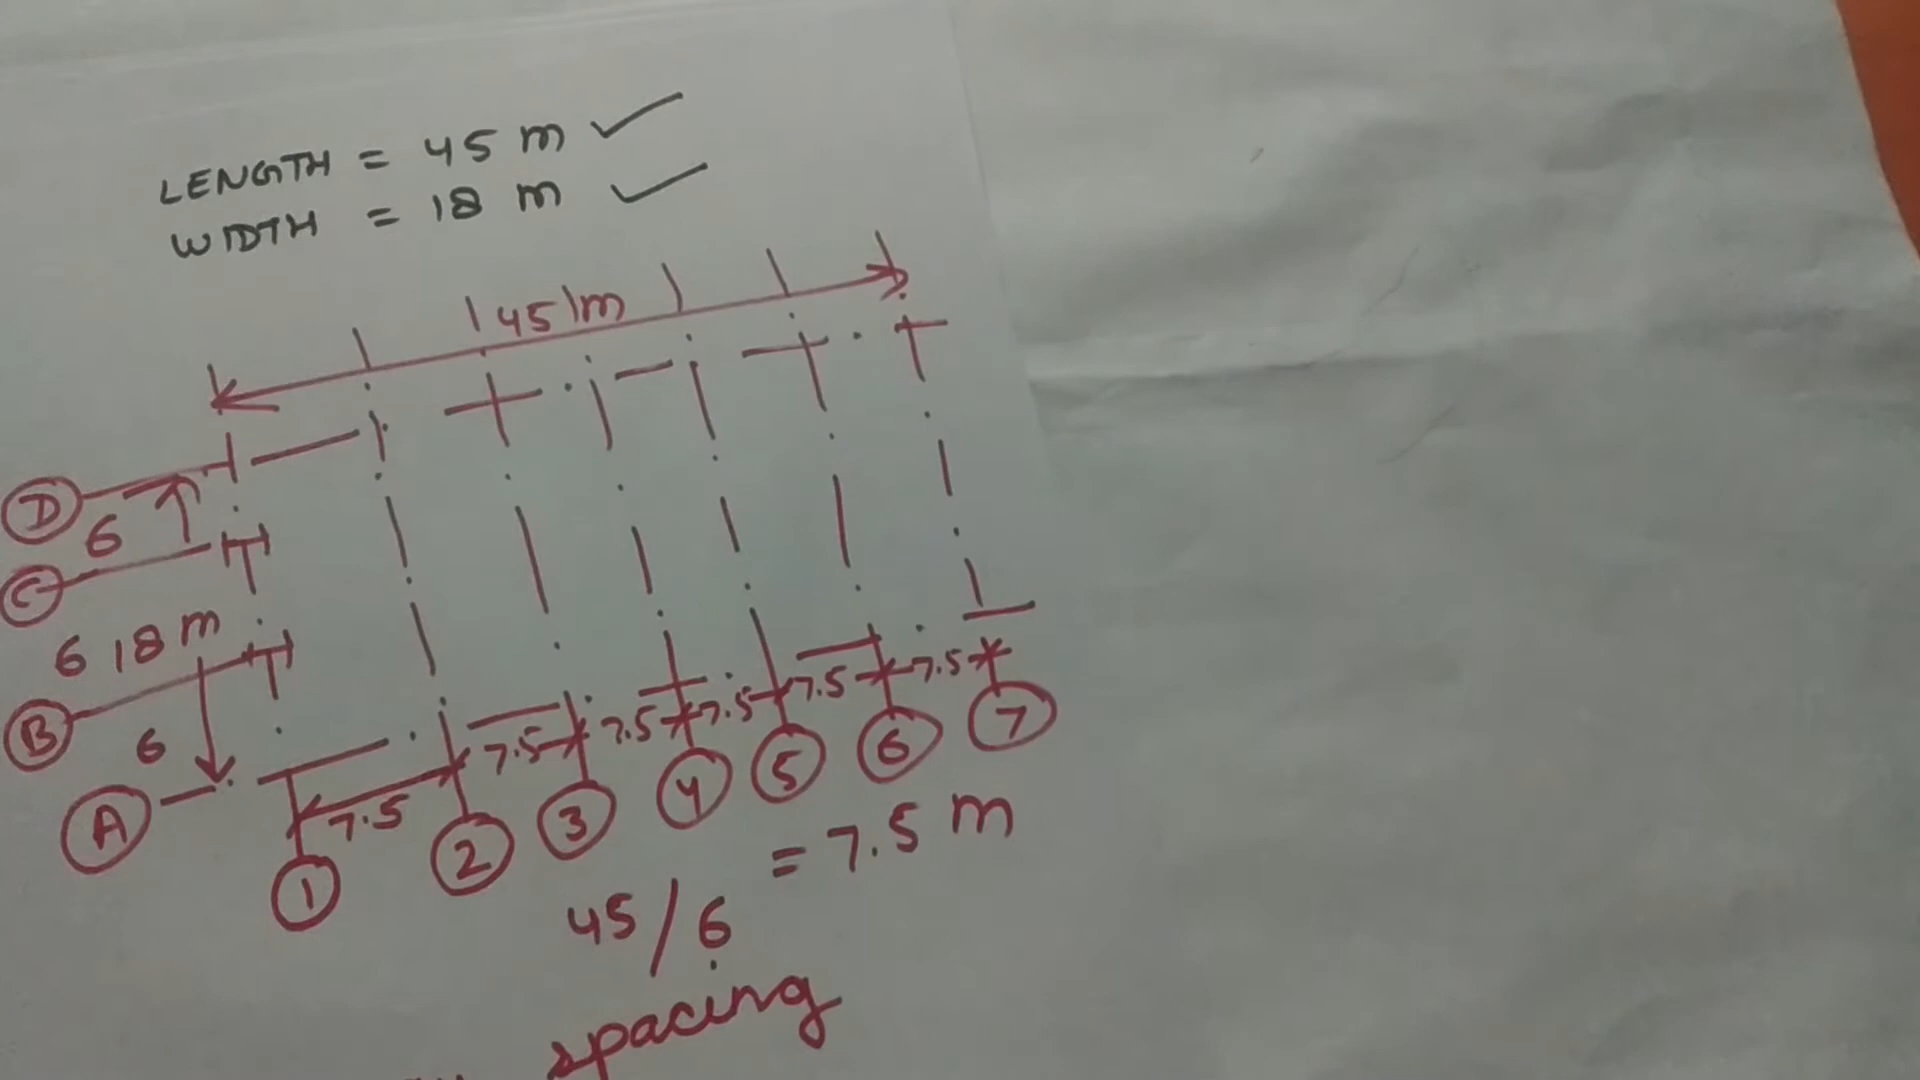 LENGTH = 45 m ✓
WIDTH = 18 m ✓
45 m
D
6
C
6 18 m
B
6
A
7.5 7.5 7.5 7.5 7.5 7.5
1 2 3 4 5 6 7
45/6 = 7.5 m
spacing